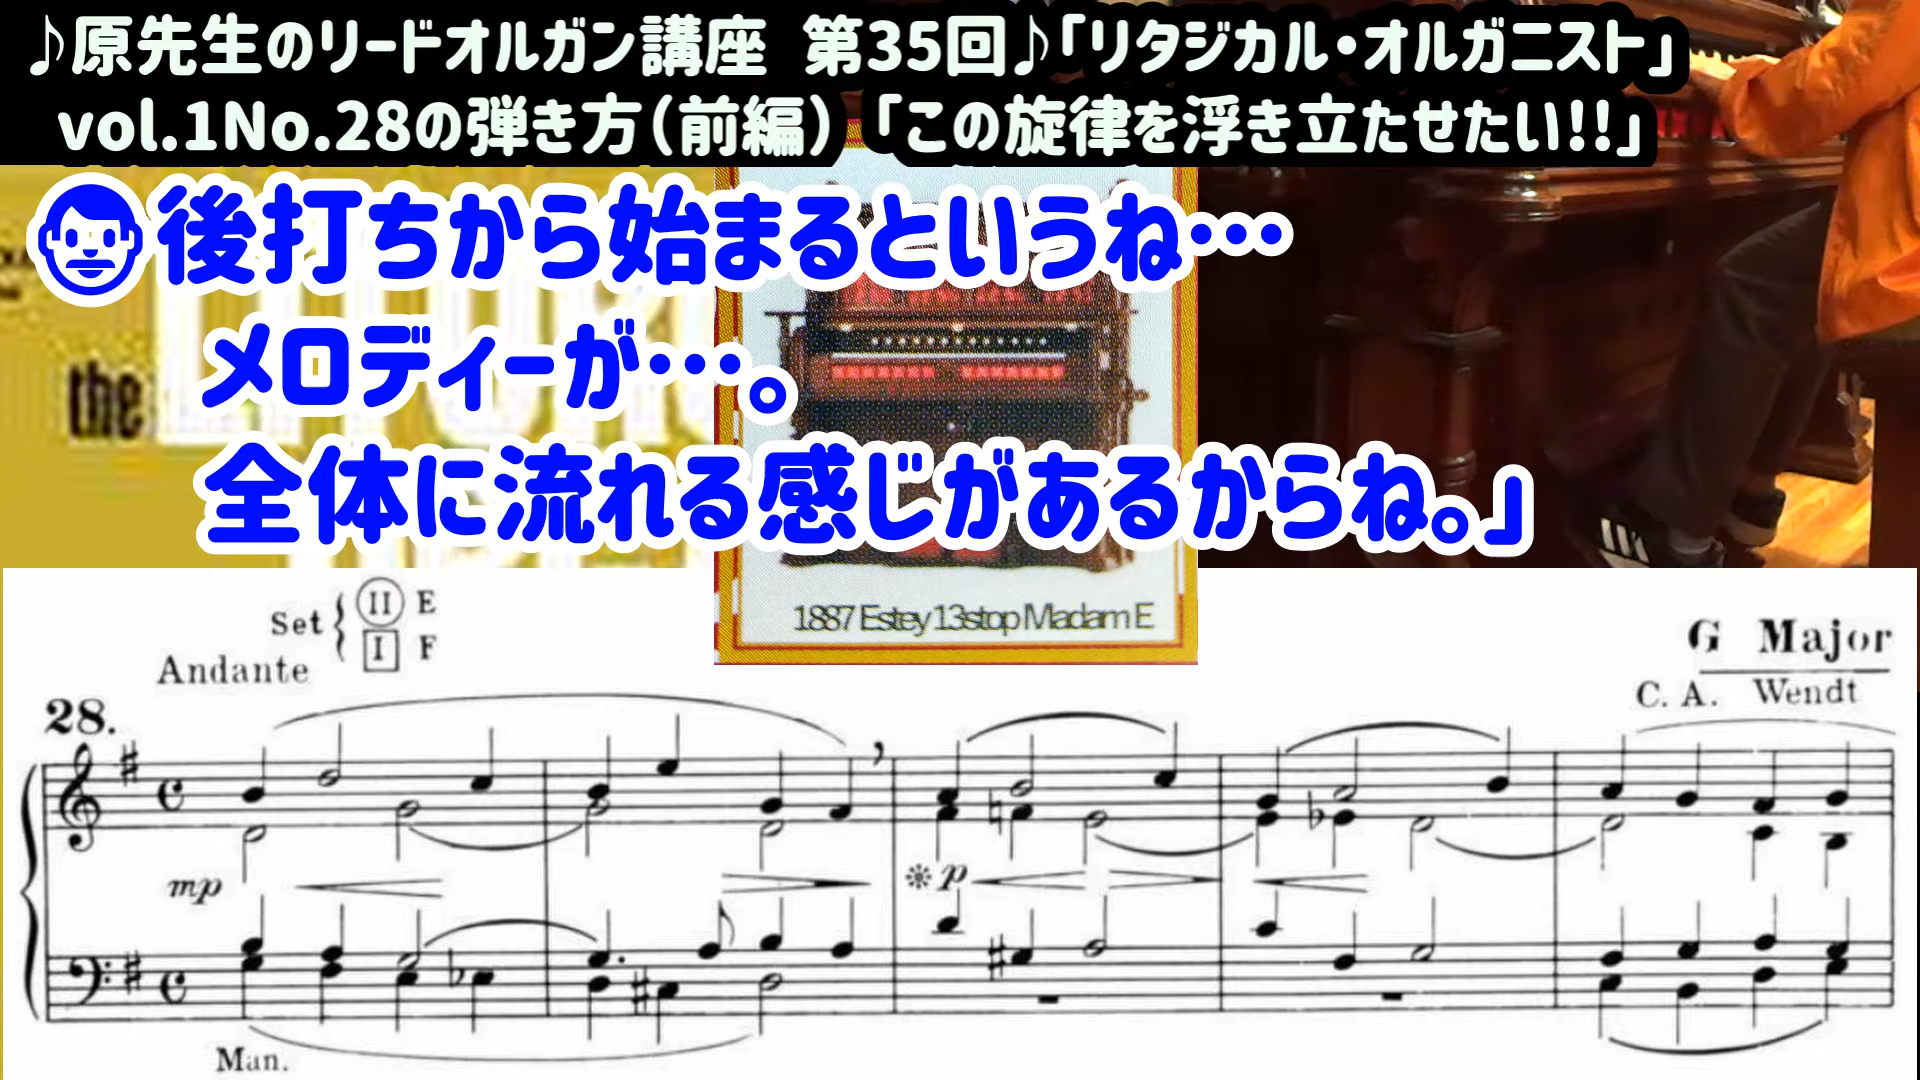 ♪原先生のリードオルガン講座 第35回♪「リタジカル・オルガニスト」
vol.1No.28の弾き方（前編）「この旋律を浮き立たせたい!!」
後打ちから始まるというね…
メロディーが…。
全体に流れる感じがあるからね。」
the
1887 Estey 13stop Madam E
Set { II E
I F
Andante
G Major
C. A. Wendt
28.
mp
p
Man.